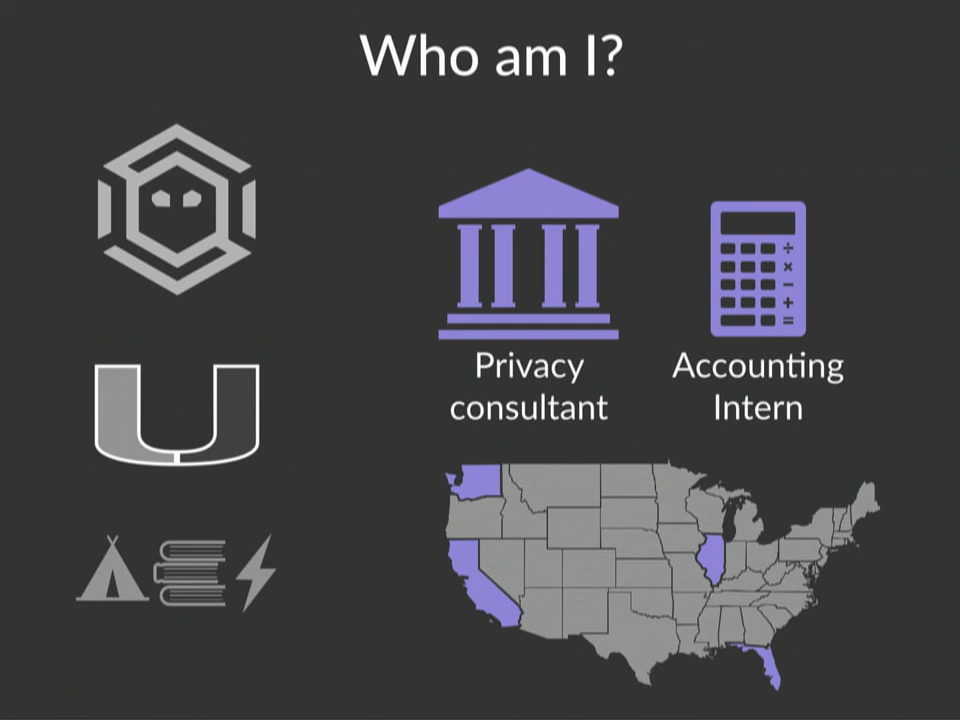 Who am I?
Privacy
consultant
Accounting
Intern